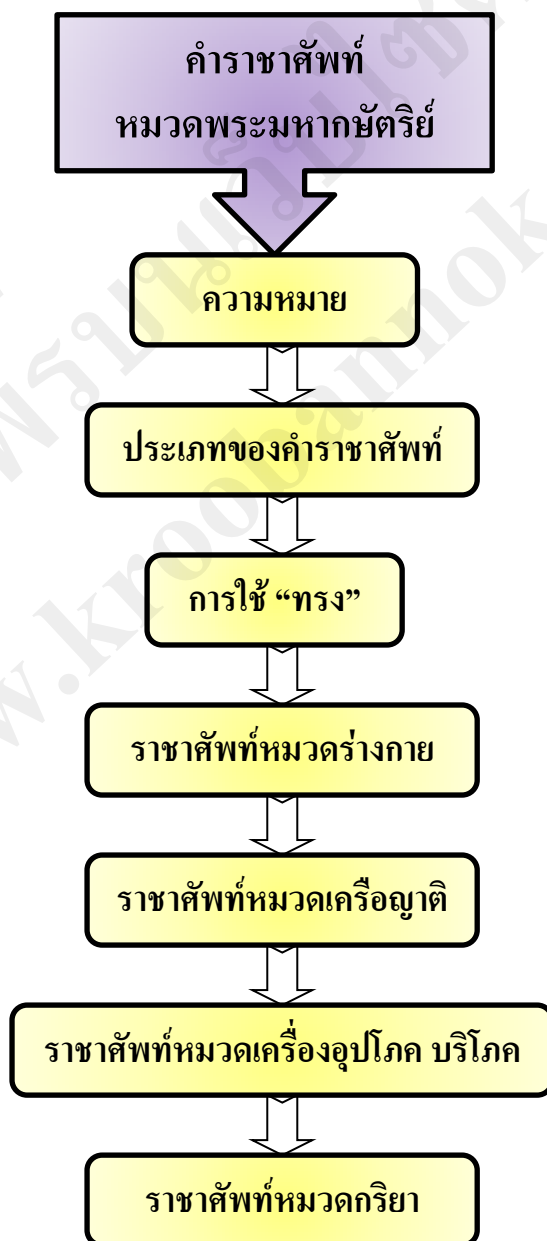 คำราชาศัพท์
หมวดพระมหากษัตริย์
ความหมาย
ประเภทของคำราชาศัพท์
การใช้ “ทรง”
ราชาศัพท์หมวดร่างกาย
ราชาศัพท์หมวดเครือญาติ
ราชาศัพท์หมวดเครื่องอุปโภค บริโภค
ราชาศัพท์หมวดกริยา